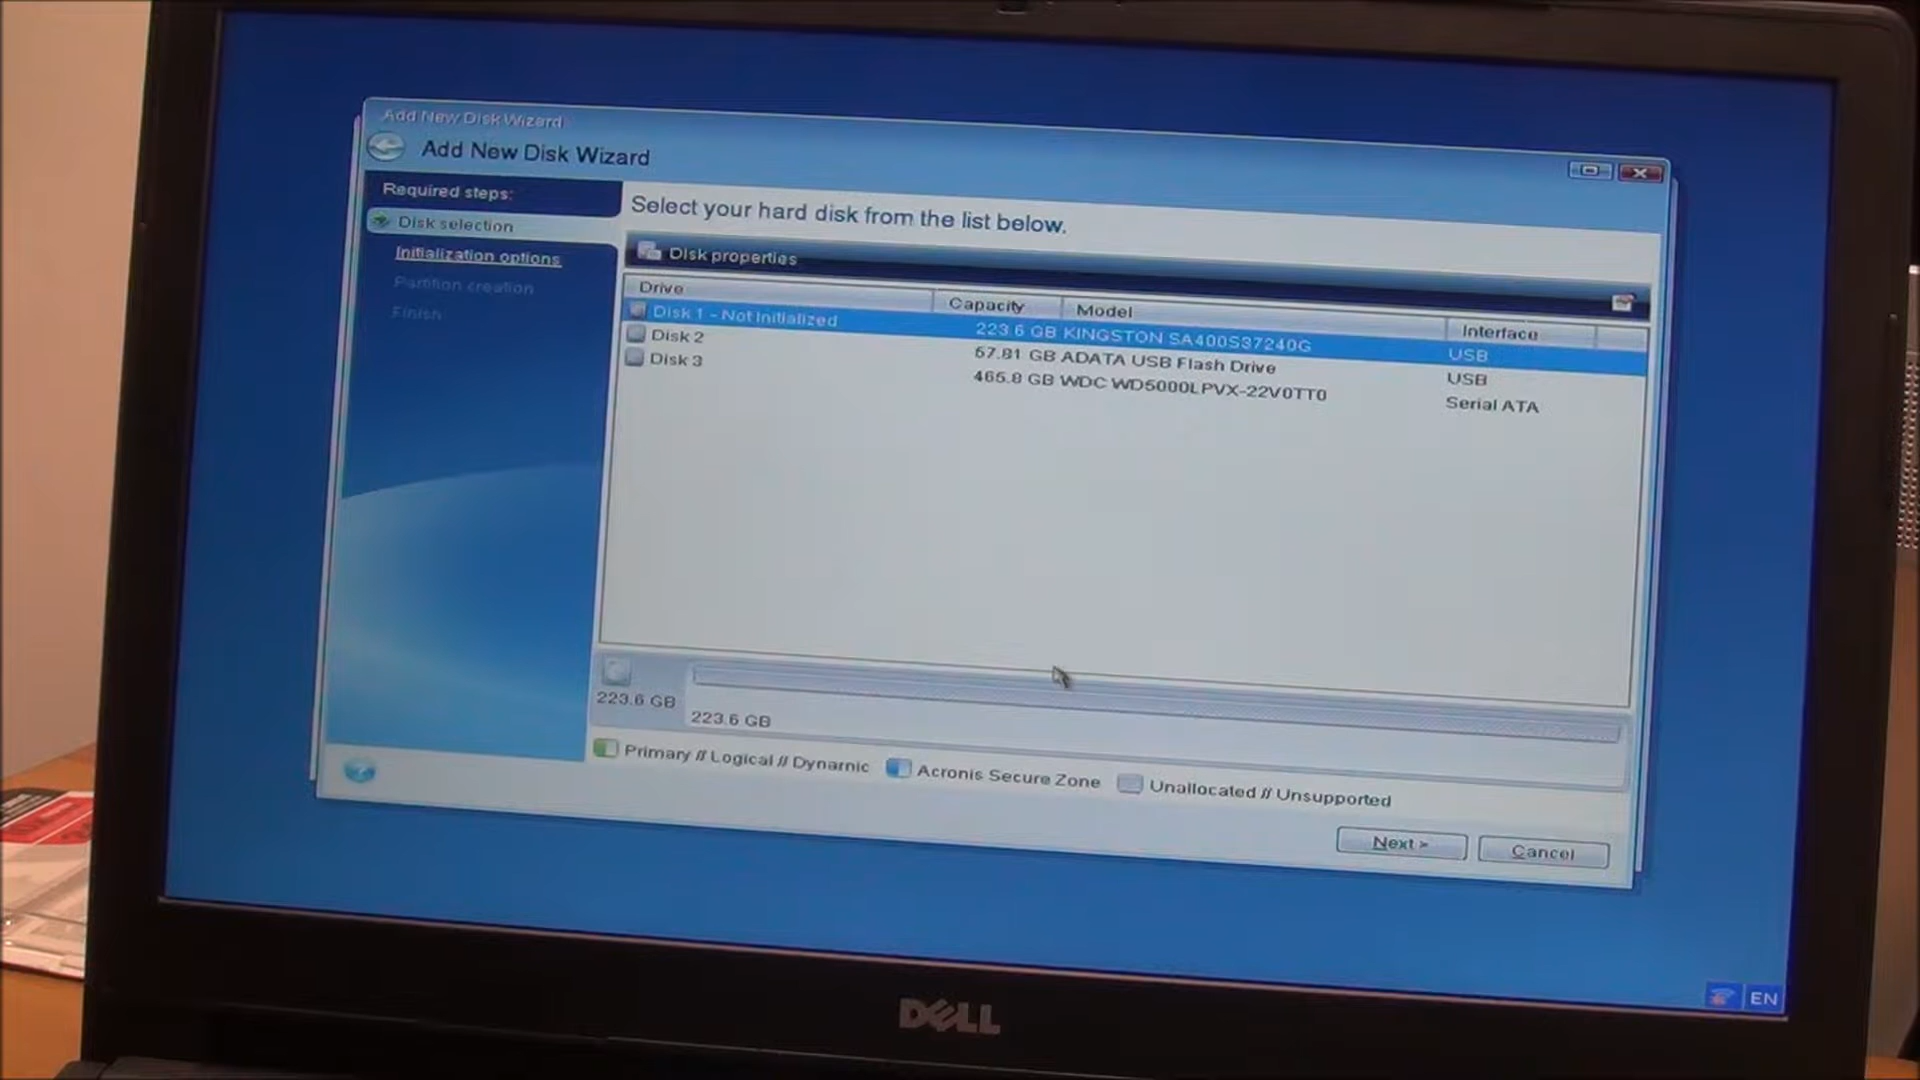 Add New Disk Wizard
Add New Disk Wizard
Required steps:
Disk selection
Initialization options
Partition creation
Finish
Select your hard disk from the list below.
Disk properties
Drive Capacity Model Interface
Disk 1 - Not Initialized 223.6 GB KINGSTON SA400S37240G USB
Disk 2 57.81 GB ADATA USB Flash Drive USB
Disk 3 465.8 GB WDC WD5000LPVX-22V0TT0 Serial ATA
223.6 GB
223.6 GB
Primary // Logical // Dynamic Acronis Secure Zone Unallocated // Unsupported
Next > Cancel
EN
DELL